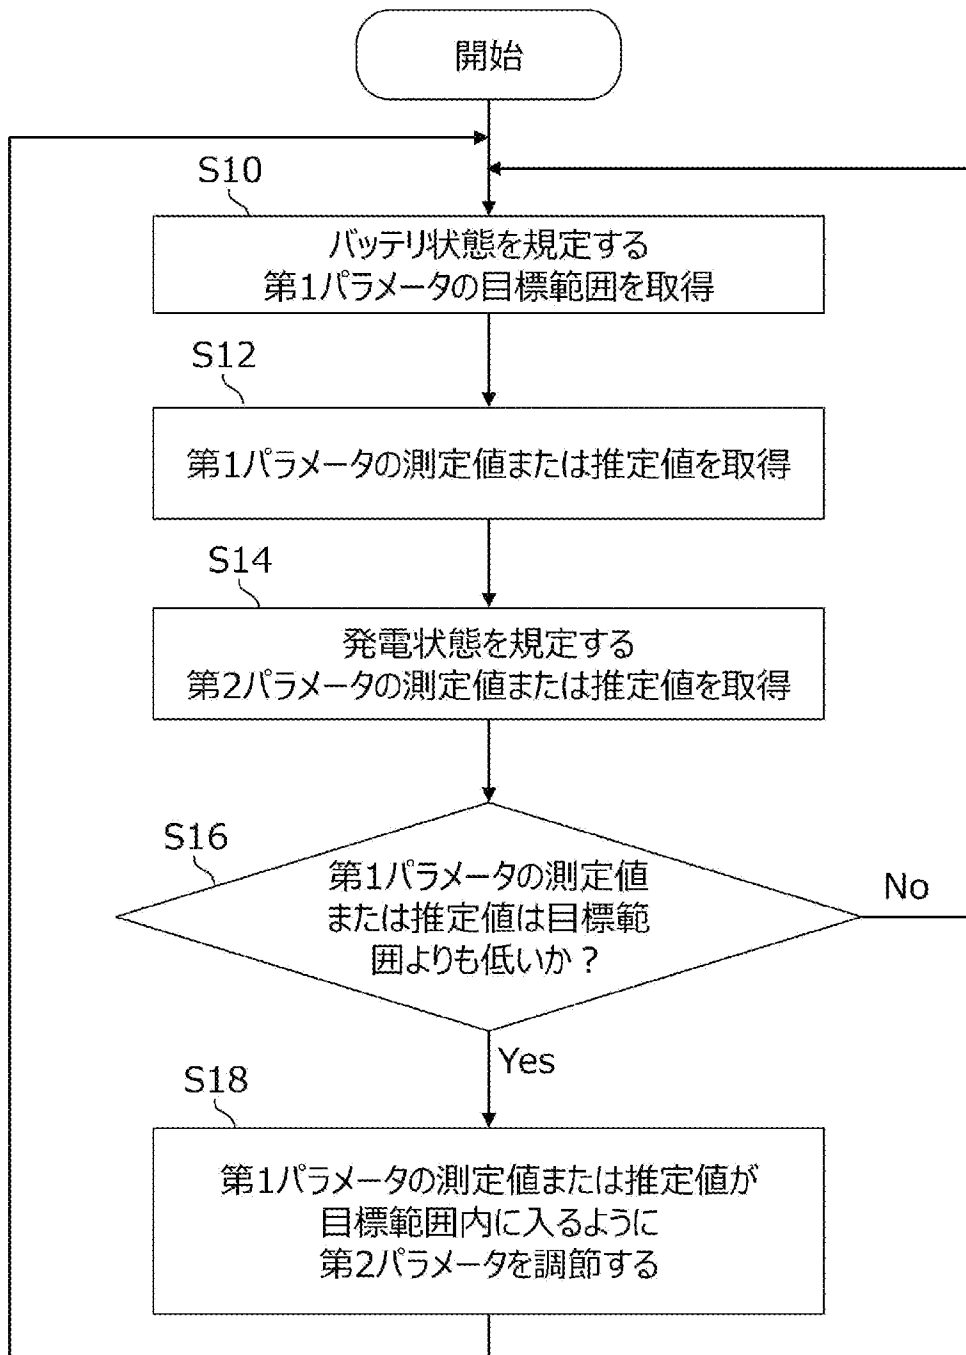 開始
S10
バッテリ状態を規定する
第1パラメータの目標範囲を取得
S12
第1パラメータの測定値または推定値を取得
S14
発電状態を規定する
第2パラメータの測定値または推定値を取得
S16
第1パラメータの測定値
または推定値は目標範
囲よりも低いか？
No
Yes
S18
第1パラメータの測定値または推定値が
目標範囲内に入るように
第2パラメータを調節する